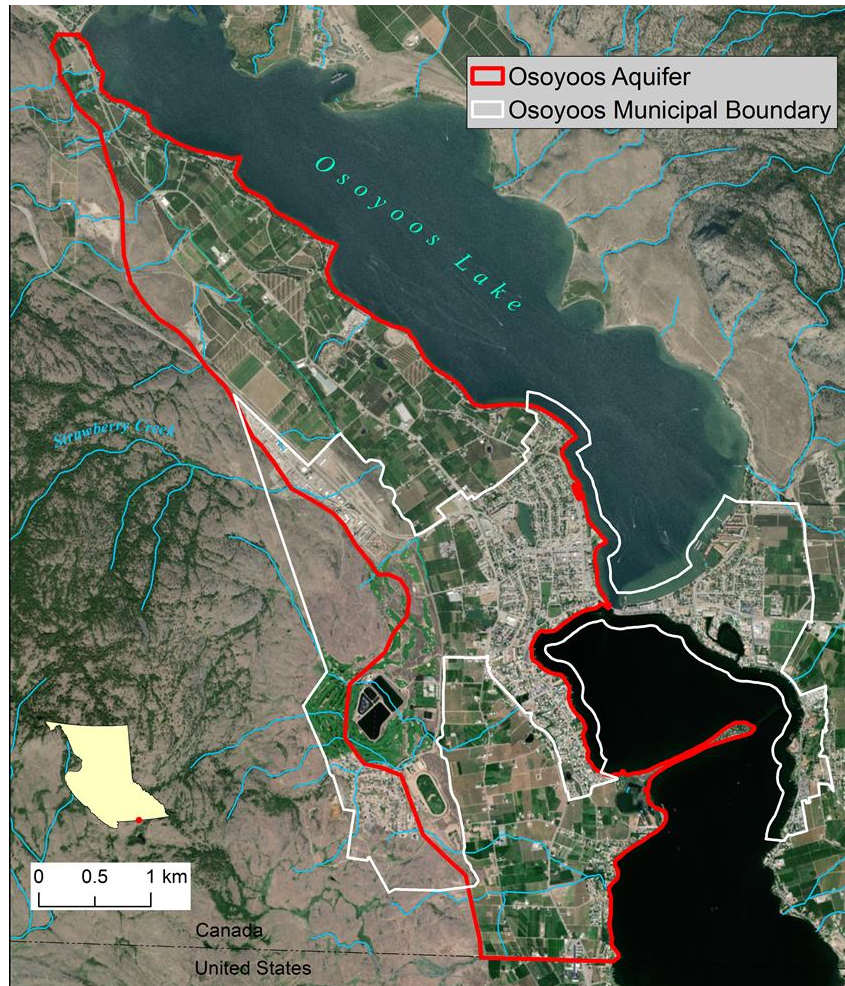 Osoyoos Aquifer
Osoyoos Municipal Boundary
Osoyoos Lake
Strawberry Creek
0 0.5 1 km
Canada
United States